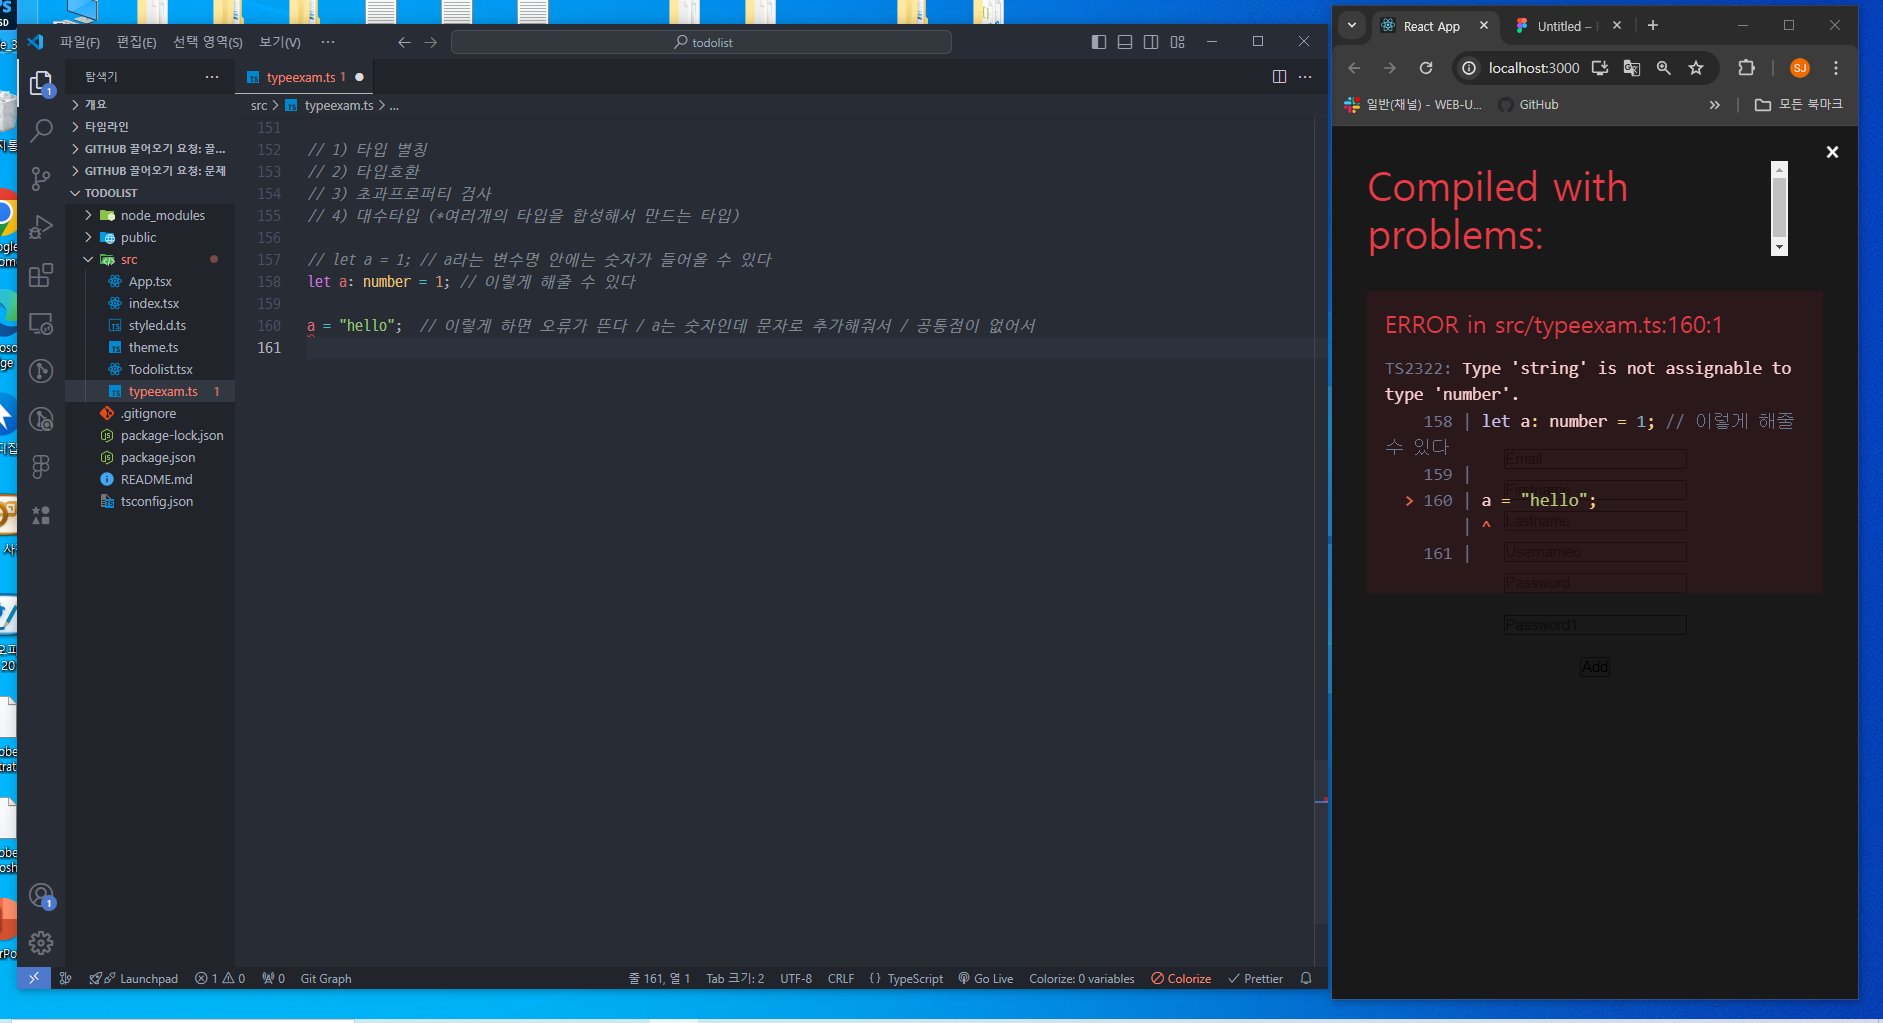 파일(F) 편집(E) 선택 영역(S) 보기(V) ···
todolist
탐색기 ···
개요
타임라인
GITHUB 끌어오기 요청: 끌...
GITHUB 끌어오기 요청: 문제
TODOLIST
node_modules
public
src
App.tsx
index.tsx
styled.d.ts
theme.ts
Todolist.tsx
typeexam.ts 1
.gitignore
package-lock.json
package.json
README.md
tsconfig.json
typeexam.ts 1
src > typeexam.ts > ...
151
152 // 1) 타입 별칭
153 // 2) 타입호환
154 // 3) 초과프로퍼티 검사
155 // 4) 대수타입 (*여러개의 타입을 합성해서 만드는 타입)
156
157 // let a = 1; // a라는 변수명 안에는 숫자가 들어올 수 있다
158 let a: number = 1; // 이렇게 해줄 수 있다
159
160 a = "hello"; // 이렇게 하면 오류가 뜬다 / a는 숫자인데 문자로 추가해줘서 / 공통점이 없어서
161
1
1
Launchpad 1 0 0 Git Graph
줄 161, 열 1 Tab 크기: 2 UTF-8 CRLF {} TypeScript Go Live Colorize: 0 variables Colorize Prettier
React App
Untitled –
localhost:3000
SJ
일반(채널) - WEB-U...
GitHub
»
모든 북마크
Compiled with
problems:
ERROR in src/typeexam.ts:160:1
TS2322: Type 'string' is not assignable to
type 'number'.
158 | let a: number = 1; // 이렇게 해줄
수 있다
159 |
> 160 | a = "hello";
| ^
161 |
Email
Firstname
Lastname
Usernameo
Password
Password1
Add